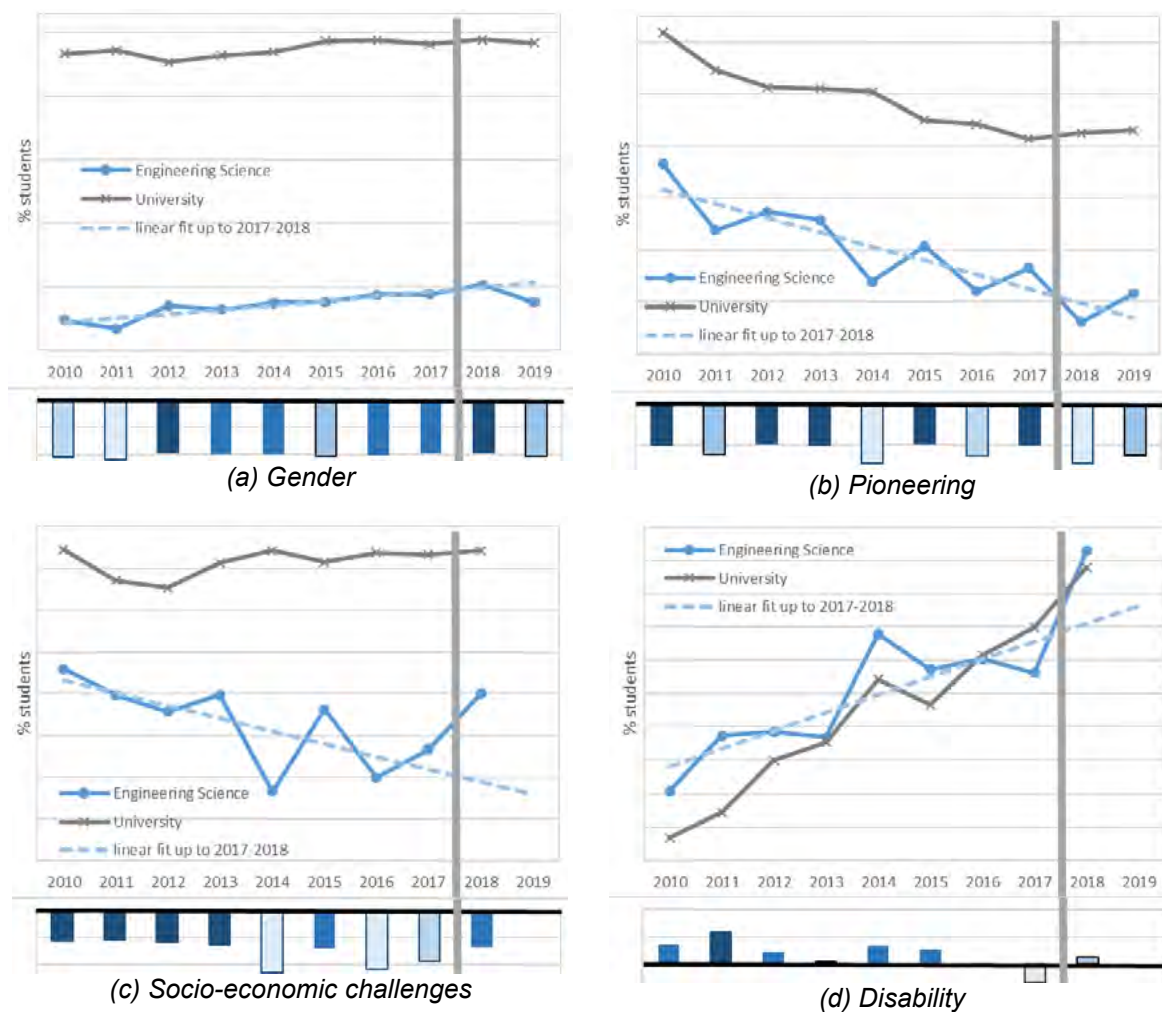 % students
Engineering Science
University
linear fit up to 2017-2018
2010 2011 2012 2013 2014 2015 2016 2017 2018 2019
(a) Gender
% students
Engineering Science
University
linear fit up to 2017-2018
2010 2011 2012 2013 2014 2015 2016 2017 2018 2019
(b) Pioneering
% students
Engineering Science
University
linear fit up to 2017-2018
2010 2011 2012 2013 2014 2015 2016 2017 2018 2019
(c) Socio-economic challenges
% students
Engineering Science
University
linear fit up to 2017-2018
2010 2011 2012 2013 2014 2015 2016 2017 2018 2019
(d) Disability